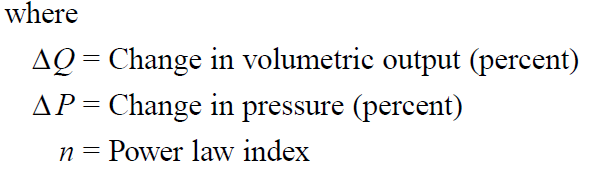 where
ΔQ = Change in volumetric output (percent)
ΔP = Change in pressure (percent)
n = Power law index